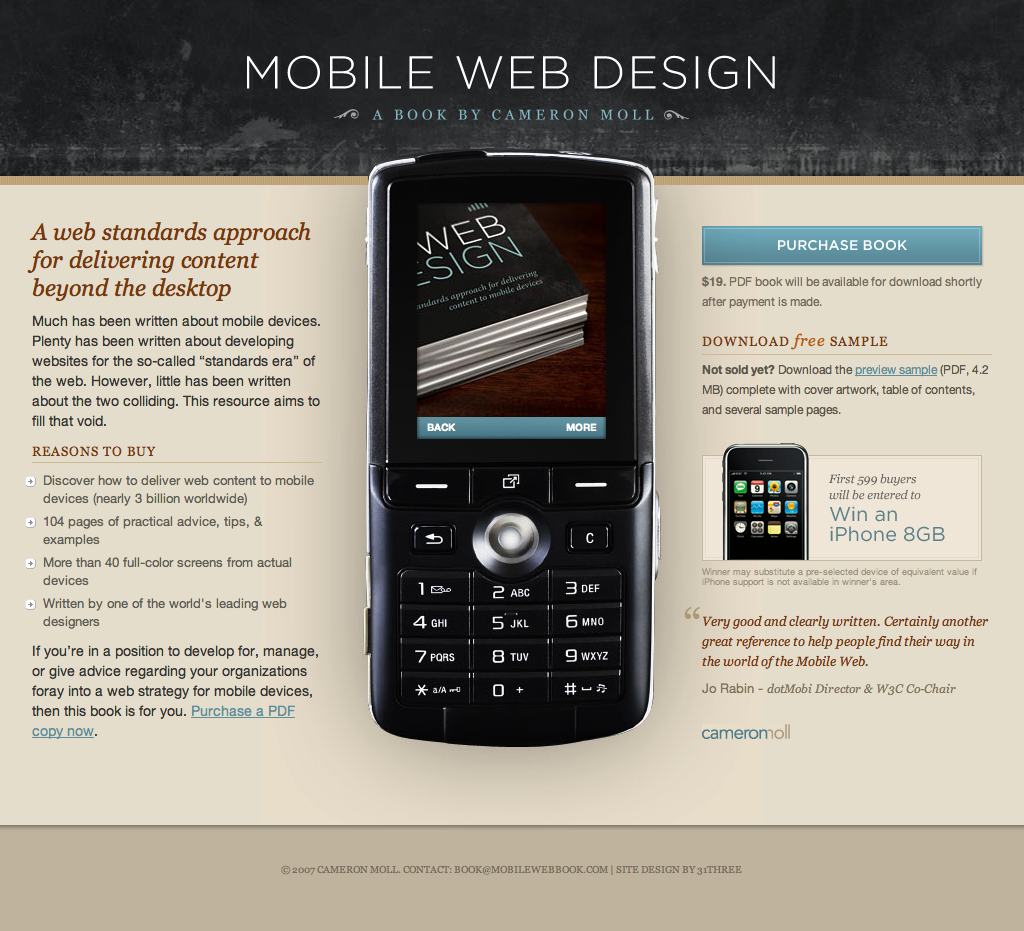 MOBILE WEB DESIGN
A BOOK BY CAMERON MOLL
A web standards approach
for delivering content
beyond the desktop
Much has been written about mobile devices.
Plenty has been written about developing
websites for the so-called “standards era” of
the web. However, little has been written
about the two colliding. This resource aims to
fill that void.
REASONS TO BUY
Discover how to deliver web content to mobile
devices (nearly 3 billion worldwide)
104 pages of practical advice, tips, &
examples
More than 40 full-color screens from actual
devices
Written by one of the world's leading web
designers
If you’re in a position to develop for, manage,
or give advice regarding your organizations
foray into a web strategy for mobile devices,
then this book is for you. Purchase a PDF
copy now.
WEB
ESIGN
andards approach for delivering
content to mobile devices
BACK MORE
C
1
2 ABC
3 DEF
4 GHI
5 JKL
6 MNO
7 PQRS
8 TUV
9 WXYZ
* a/A
0 +
#
PURCHASE BOOK
$19. PDF book will be available for download shortly
after payment is made.
DOWNLOAD free SAMPLE
Not sold yet? Download the preview sample (PDF, 4.2
MB) complete with cover artwork, table of contents,
and several sample pages.
First 599 buyers
will be entered to
Win an
iPhone 8GB
Winner may substitute a pre-selected device of equivalent value if
iPhone support is not available in winner's area.
“ Very good and clearly written. Certainly another
great reference to help people find their way in
the world of the Mobile Web.
Jo Rabin - dotMobi Director & W3C Co-Chair
cameronmoll
© 2007 CAMERON MOLL. CONTACT: BOOK@MOBILEWEBBOOK.COM | SITE DESIGN BY 31THREE